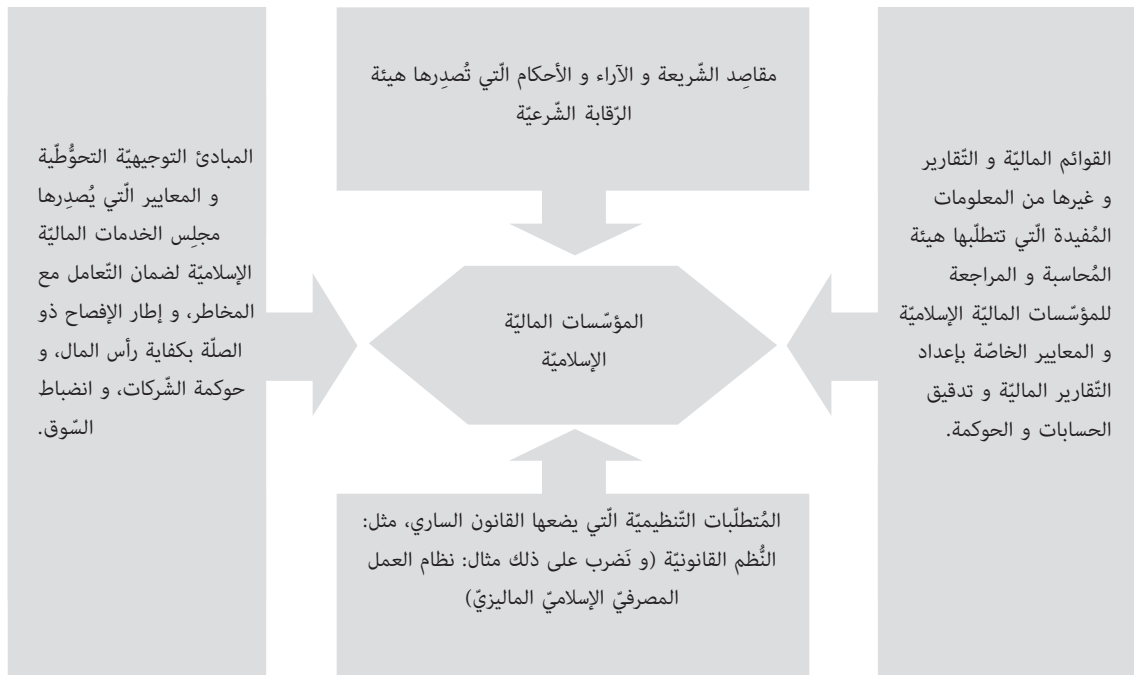 مقاصِد الشّريعة و الآراء و الأحكام الّتي تُصدِرها هيئة
الرّقابة الشّرعيّة
القوائم الماليّة و التّقارير
و غيرها من المعلومات
المُفيدة الّتي تتطلّبها هيئة
المُحاسبة و المراجعة
للمؤسّسات الماليّة الإسلاميّة
و المعايير الخاصّة بإعداد
التّقارير الماليّة و تدقيق
الحسابات و الحوكمة.
المؤسّسات الماليّة
الإسلاميّة
المبادئ التوجيهيّة التحوُّطّية
و المعايير الّتي يُصدِرها
مجلِس الخدمات الماليّة
الإسلاميّة لضمان التّعامل مع
المخاطر، و إطار الإفصاح ذو
الصلّة بكفاية رأس المال، و
حوكمة الشّركات، و انضباط
السّوق.
المُتطلّبات التّنظيميّة الّتي يضعها القانون الساري، مثل:
النُّظم القانونيّة (و نَضرب على ذلك مثال: نظام العمل
المصرفيّ الإسلاميّ الماليزيّ)